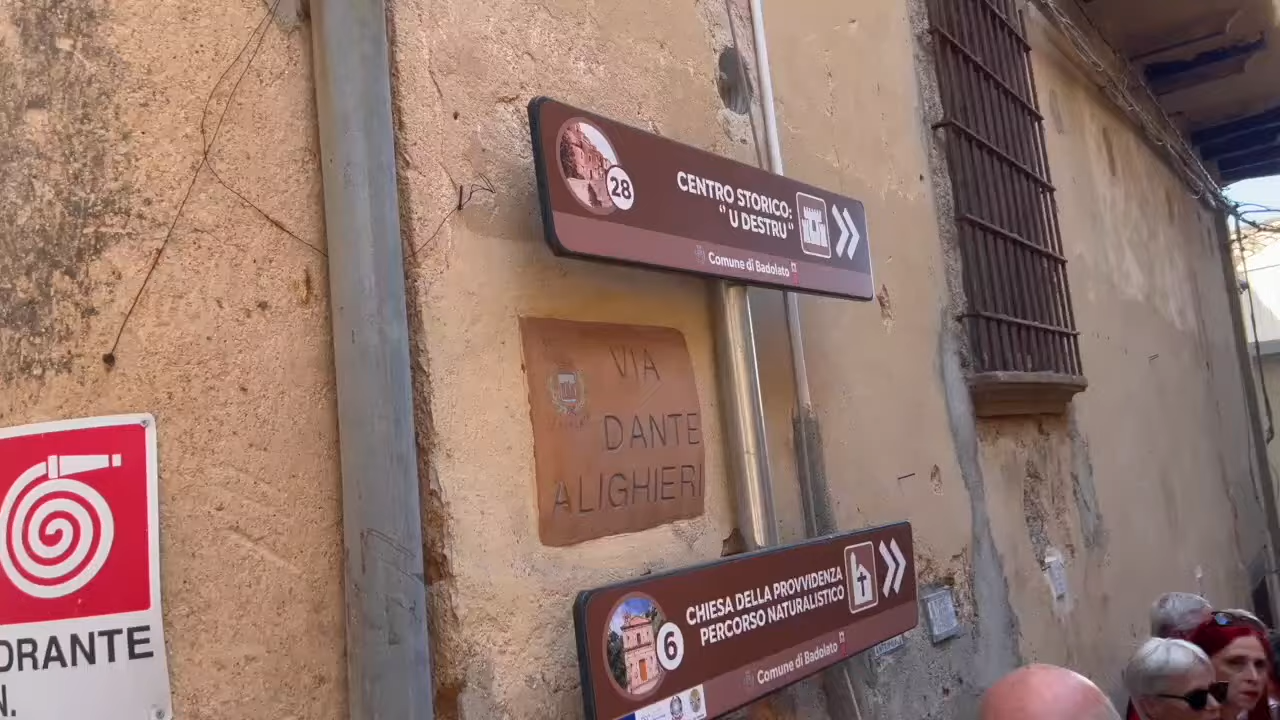 28
CENTRO STORICO:
" U DESTRU"
Comune di Badolato
VIA
DANTE
ALIGHIERI
6
CHIESA DELLA PROVVIDENZA
PERCORSO NATURALISTICO
Comune di Badolato
DRANTE
N.